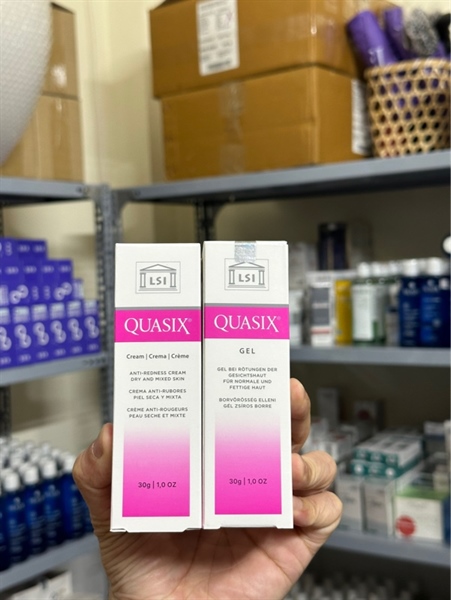 LSI
QUASIX®
Cream | Crema | Crème
ANTI-REDNESS CREAM
DRY AND MIXED SKIN
CREMA ANTI-RUBORES
PIEL SECA Y MIXTA
CRÈME ANTI-ROUGEURS
PEAU SECHE ET MIXTE
30g | 1,0 OZ
LSI
QUASIX®
GEL
GEL BEI RÖTUNGEN DER
GESICHTSHAUT
FÜR NORMALE UND
FETTIGE HAUT
BŐRVÖRÖSSÉG ELLENI
GÉL ZSÍROS BŐRRE
30g | 1,0 OZ